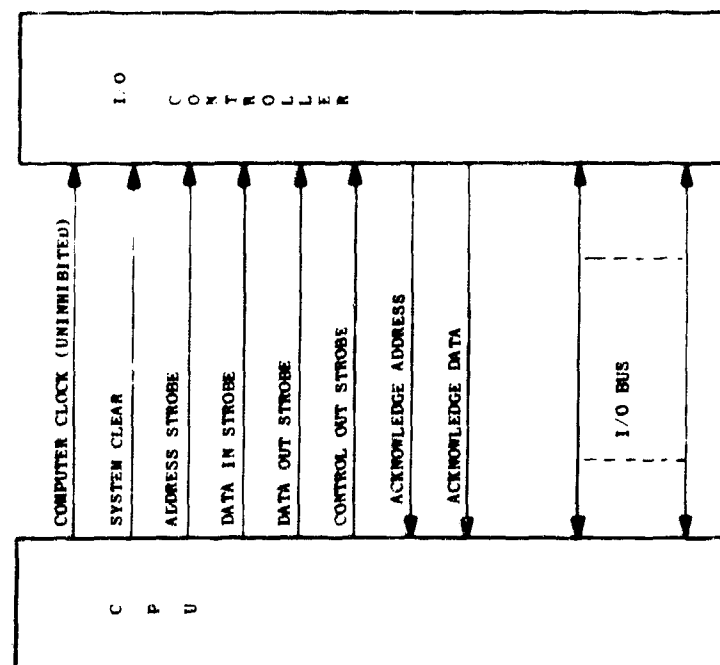 CPU
COMPUTER CLOCK (UNINHIBITED)
SYSTEM CLEAR
ADDRESS STROBE
DATA IN STROBE
DATA OUT STROBE
CONTROL OUT STROBE
ACKNOWLEDGE ADDRESS
ACKNOWLEDGE DATA
I/O BUS
I/O
CONTROLLER